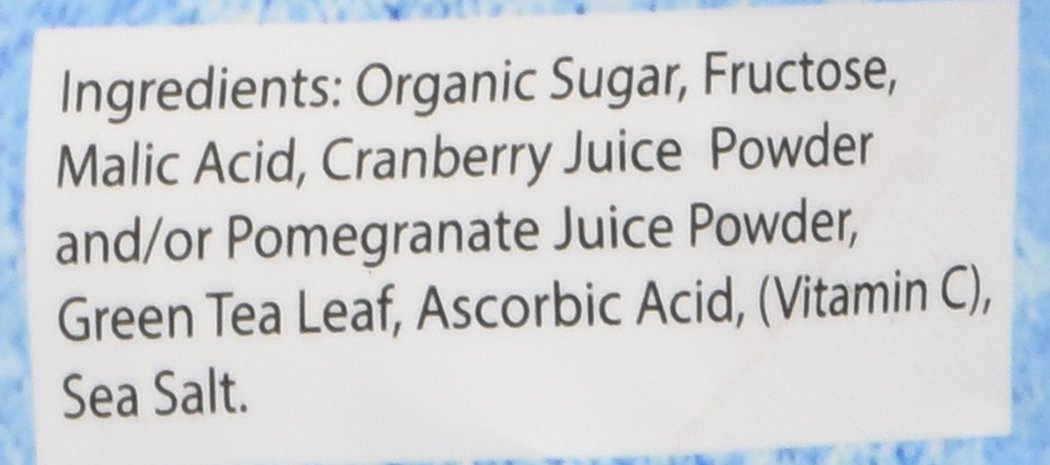 Ingredients: Organic Sugar, Fructose,
Malic Acid, Cranberry Juice Powder
and/or Pomegranate Juice Powder,
Green Tea Leaf, Ascorbic Acid, (Vitamin C),
Sea Salt.